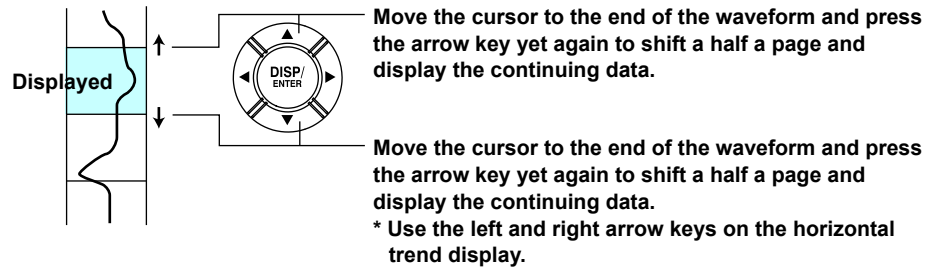 Move the cursor to the end of the waveform and press
the arrow key yet again to shift a half a page and
display the continuing data.
Displayed
DISP/
ENTER
Move the cursor to the end of the waveform and press
the arrow key yet again to shift a half a page and
display the continuing data.
* Use the left and right arrow keys on the horizontal
trend display.